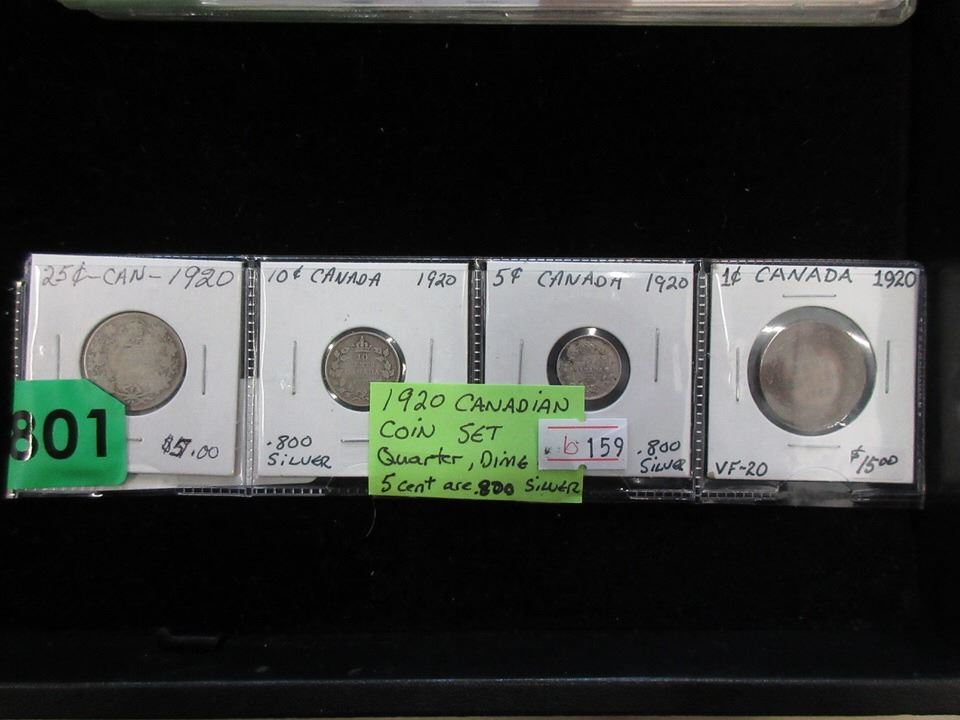 25¢-CAN-1920
$5.00
801
10¢ CANADA 1920
.800
SILVER
5¢ CANADA 1920
.800
SILVER
1¢ CANADA 1920
VF-20
$15.00
1920 CANADIAN
COIN SET
Quarter, Dime
5 cent are .800 SILVER
b 159